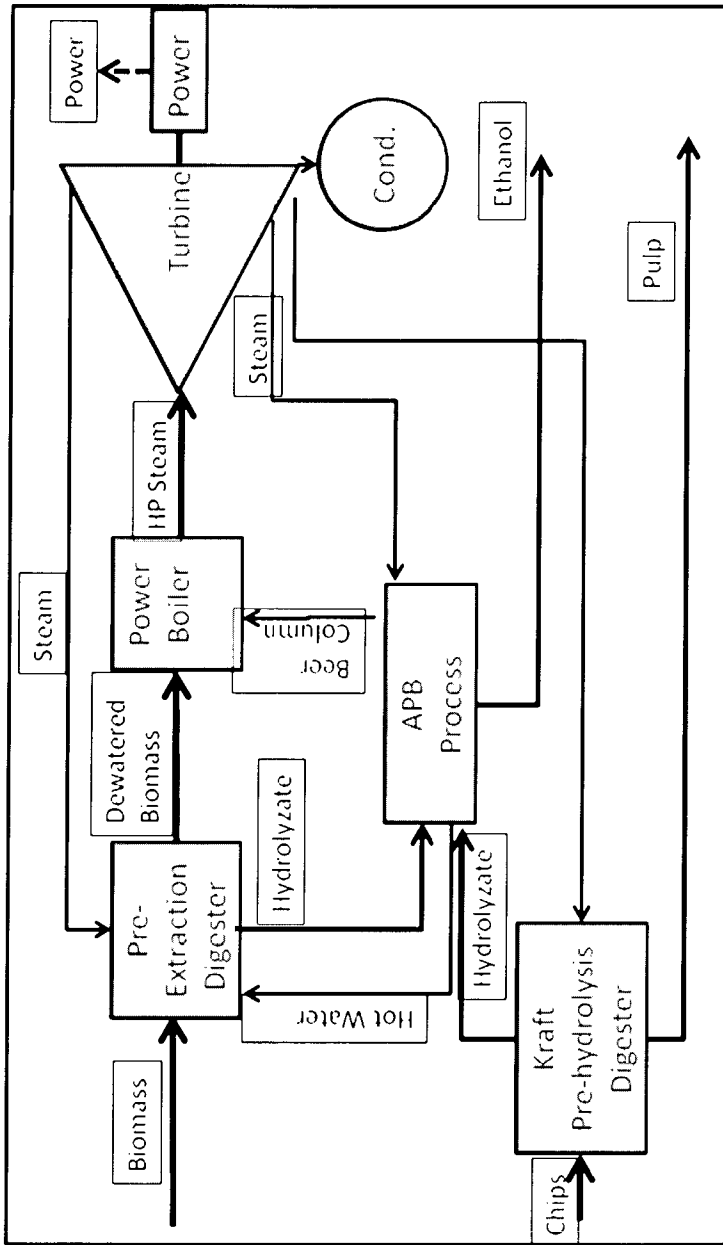 Biomass
Pre-
Extraction
Digester
Dewatered
Biomass
Power
Boiler
HP Steam
Turbine
Power
Power
Steam
Hydrolyzate
Hot Water
Beer
Column
Steam
Cond.
APB
Process
Ethanol
Hydrolyzate
Chips
Kraft
Pre-hydrolysis
Digester
Pulp